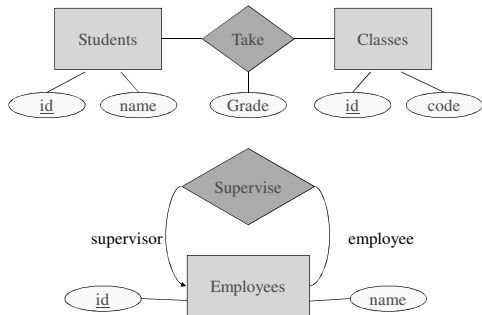 Students Take Classes
id name Grade id code
Supervise
supervisor employee
Employees
id name